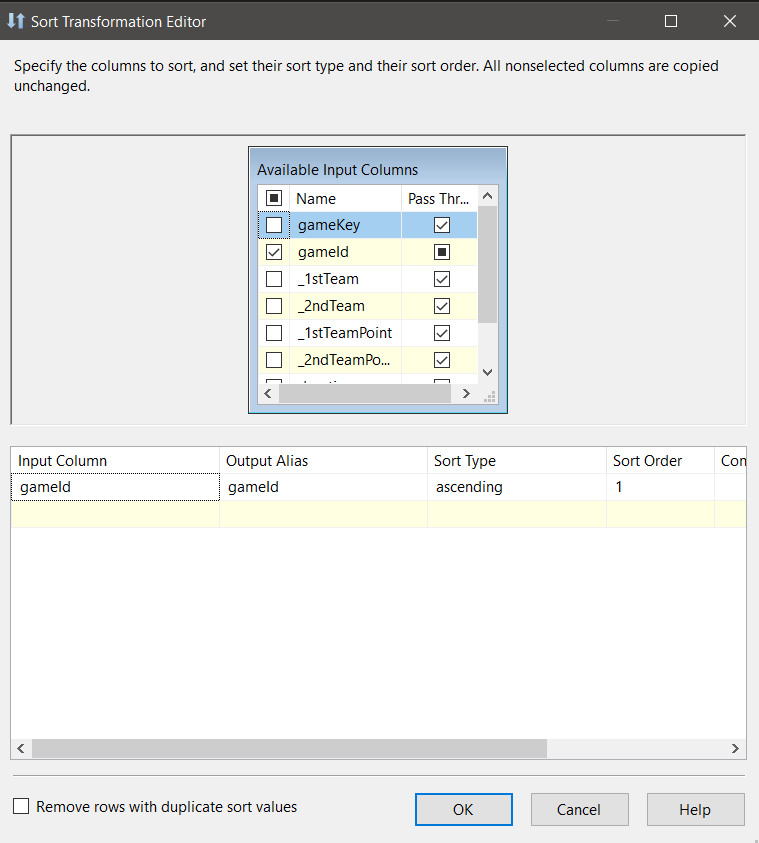 Sort Transformation Editor
Specify the columns to sort, and set their sort type and their sort order. All nonselected columns are copied
unchanged.
Available Input Columns
Name Pass Thr...
gameKey
gameId
_1stTeam
_2ndTeam
_1stTeamPoint
_2ndTeamPo...
Input Column Output Alias Sort Type Sort Order Con
gameId gameId ascending 1
Remove rows with duplicate sort values OK Cancel Help